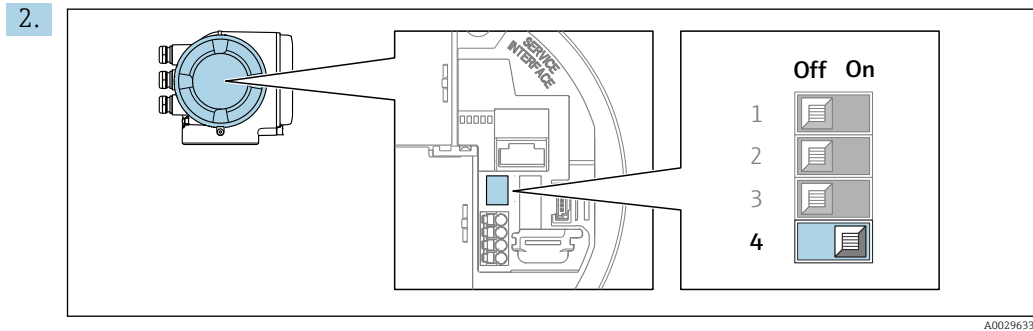 2.
SERVICE
INTERFACE
Off On
1
2
3
4
A0029633